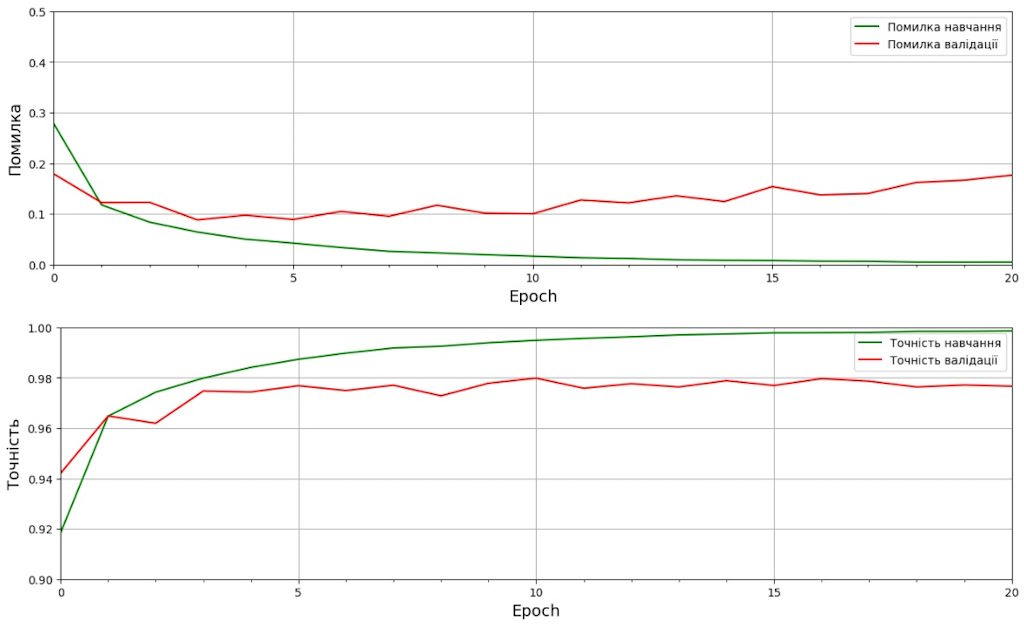 0.5
Помилка навчання
Помилка валідації
0.4
0.3
0.2
0.1
0.0
Помилка
0 5 10 15 20
Epoch
1.00
Точність навчання
Точність валідації
0.98
0.96
0.94
0.92
0.90
Точність
0 5 10 15 20
Epoch